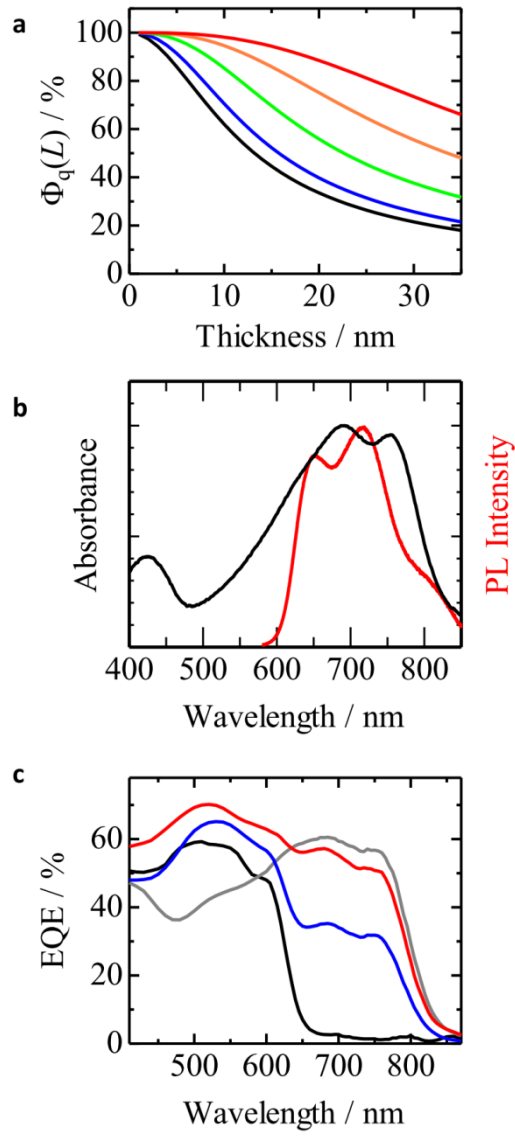 a
100
80
60
40
20
0
Φq(L) / %
0 10 20 30
Thickness / nm
b
Absorbance
PL Intensity
400 500 600 700 800
Wavelength / nm
c
60
40
20
0
EQE / %
500 600 700 800
Wavelength / nm